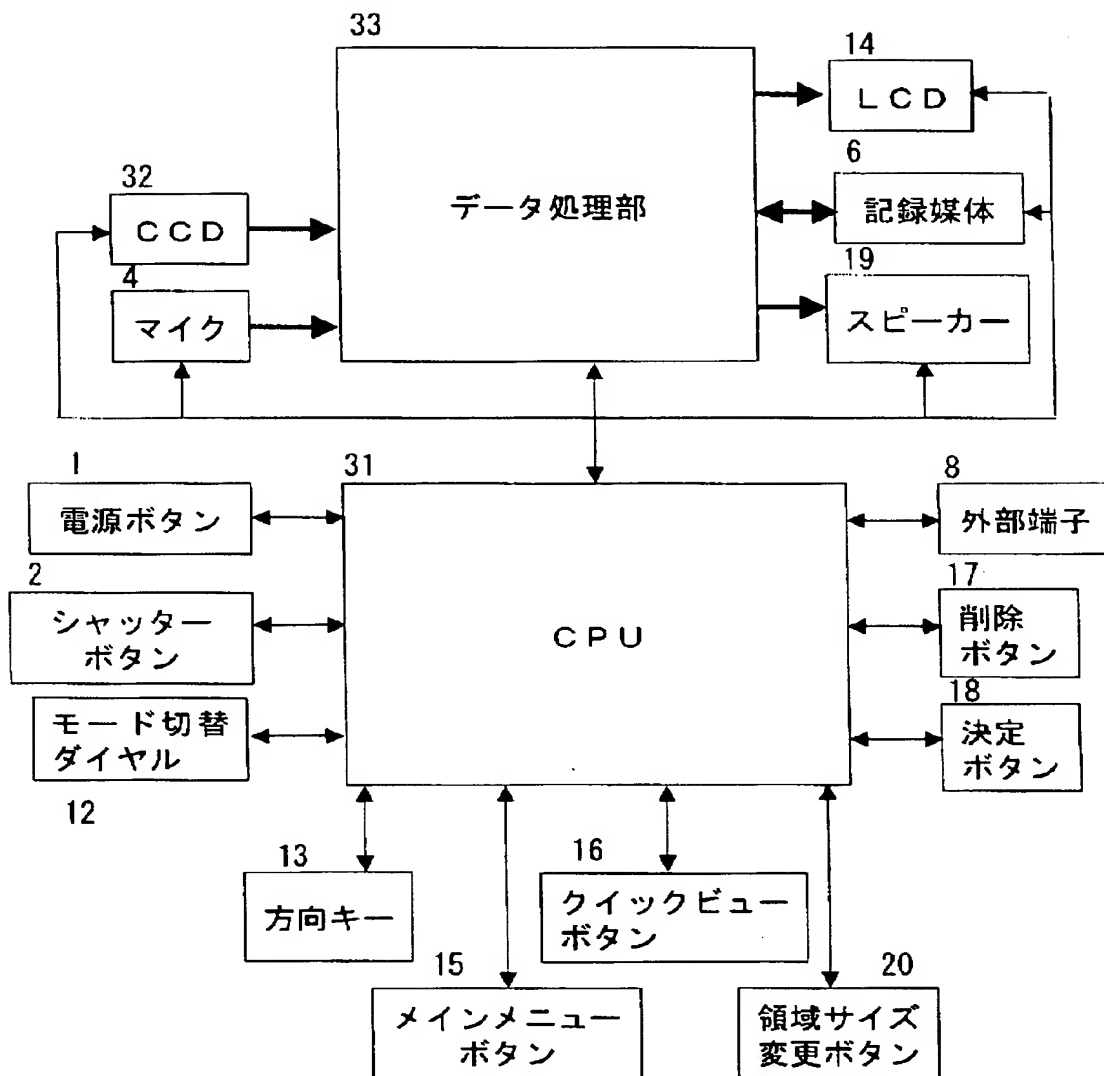 33
14
LCD
6
記録媒体
19
スピーカー
データ処理部
32
CCD
4
マイク
1
電源ボタン
2
シャッター
ボタン
モード切替
ダイヤル
12
31
CPU
8
外部端子
17
削除
ボタン
18
決定
ボタン
13
方向キー
16
クイックビュー
ボタン
15
メインメニュー
ボタン
20
領域サイズ
変更ボタン